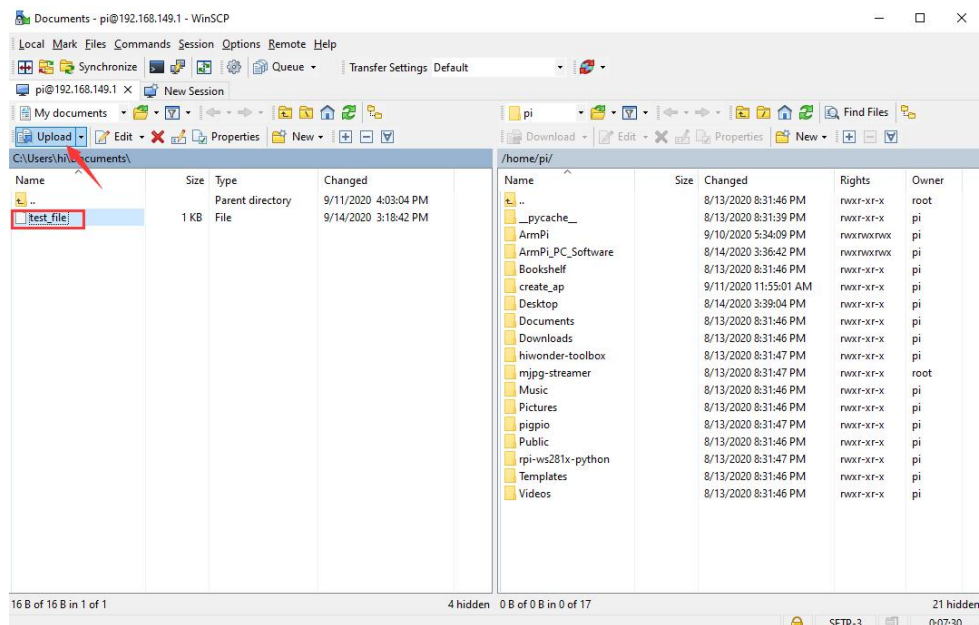 Documents - pi@192.168.149.1 - WinSCP
Local Mark Files Commands Session Options Remote Help
Synchronize Queue Transfer Settings Default
pi@192.168.149.1 New Session
My documents pi Find Files
Upload Edit Properties New Download Edit Properties New
C:\Users\hi\Documents\ /home/pi/
Name Size Type Changed Name Size Changed Rights Owner
.. Parent directory 9/11/2020 4:03:04 PM .. 8/13/2020 8:31:46 PM rwxr-xr-x root
test_file 1 KB File 9/14/2020 3:18:42 PM __pycache__ 8/13/2020 8:31:39 PM rwxr-xr-x pi
ArmPi 9/10/2020 5:34:09 PM rwxrwxrwx pi
ArmPi_PC_Software 8/14/2020 3:36:42 PM rwxrwxrwx pi
Bookshelf 8/13/2020 8:31:46 PM rwxr-xr-x pi
create_ap 9/11/2020 11:55:01 AM rwxr-xr-x pi
Desktop 8/14/2020 3:39:04 PM rwxr-xr-x pi
Documents 8/13/2020 8:31:46 PM rwxr-xr-x pi
Downloads 8/13/2020 8:31:46 PM rwxr-xr-x pi
hiwonder-toolbox 8/13/2020 8:31:47 PM rwxr-xr-x pi
mjpg-streamer 8/13/2020 8:31:47 PM rwxr-xr-x root
Music 8/13/2020 8:31:46 PM rwxr-xr-x pi
Pictures 8/13/2020 8:31:46 PM rwxr-xr-x pi
pigpio 8/13/2020 8:31:47 PM rwxr-xr-x pi
Public 8/13/2020 8:31:46 PM rwxr-xr-x pi
rpi-ws281x-python 8/13/2020 8:31:47 PM rwxr-xr-x pi
Templates 8/13/2020 8:31:46 PM rwxr-xr-x pi
Videos 8/13/2020 8:31:46 PM rwxr-xr-x pi
16 B of 16 B in 1 of 1 4 hidden 0 B of 0 B in 0 of 17 21 hidden
SFTP-3 0:07:30